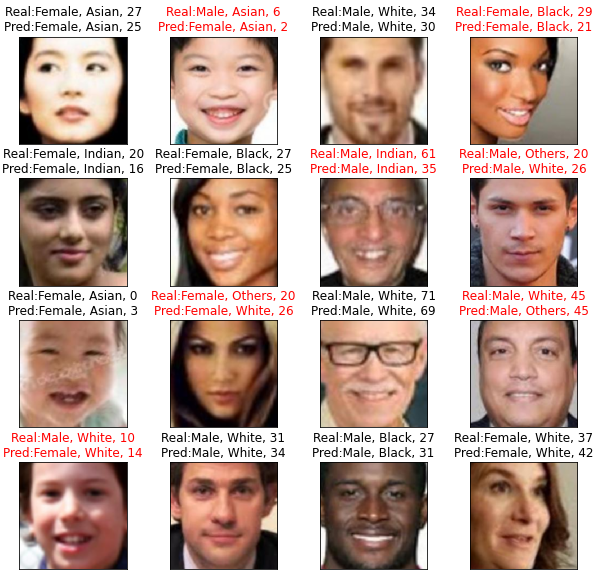 Real:Female, Asian, 27
Pred:Female, Asian, 25
Real:Male, Asian, 6
Pred:Female, Asian, 2
Real:Male, White, 34
Pred:Male, White, 30
Real:Female, Black, 29
Pred:Female, Black, 21
Real:Female, Indian, 20
Pred:Female, Indian, 16
Real:Female, Black, 27
Pred:Female, Black, 25
Real:Male, Indian, 61
Pred:Male, Indian, 35
Real:Male, Others, 20
Pred:Male, White, 26
Real:Female, Asian, 0
Pred:Female, Asian, 3
Real:Female, Others, 20
Pred:Female, White, 26
Real:Male, White, 71
Pred:Male, White, 69
Real:Male, White, 45
Pred:Male, Others, 45
Real:Male, White, 10
Pred:Female, White, 14
Real:Male, White, 31
Pred:Male, White, 34
Real:Male, Black, 27
Pred:Male, Black, 31
Real:Female, White, 37
Pred:Female, White, 42